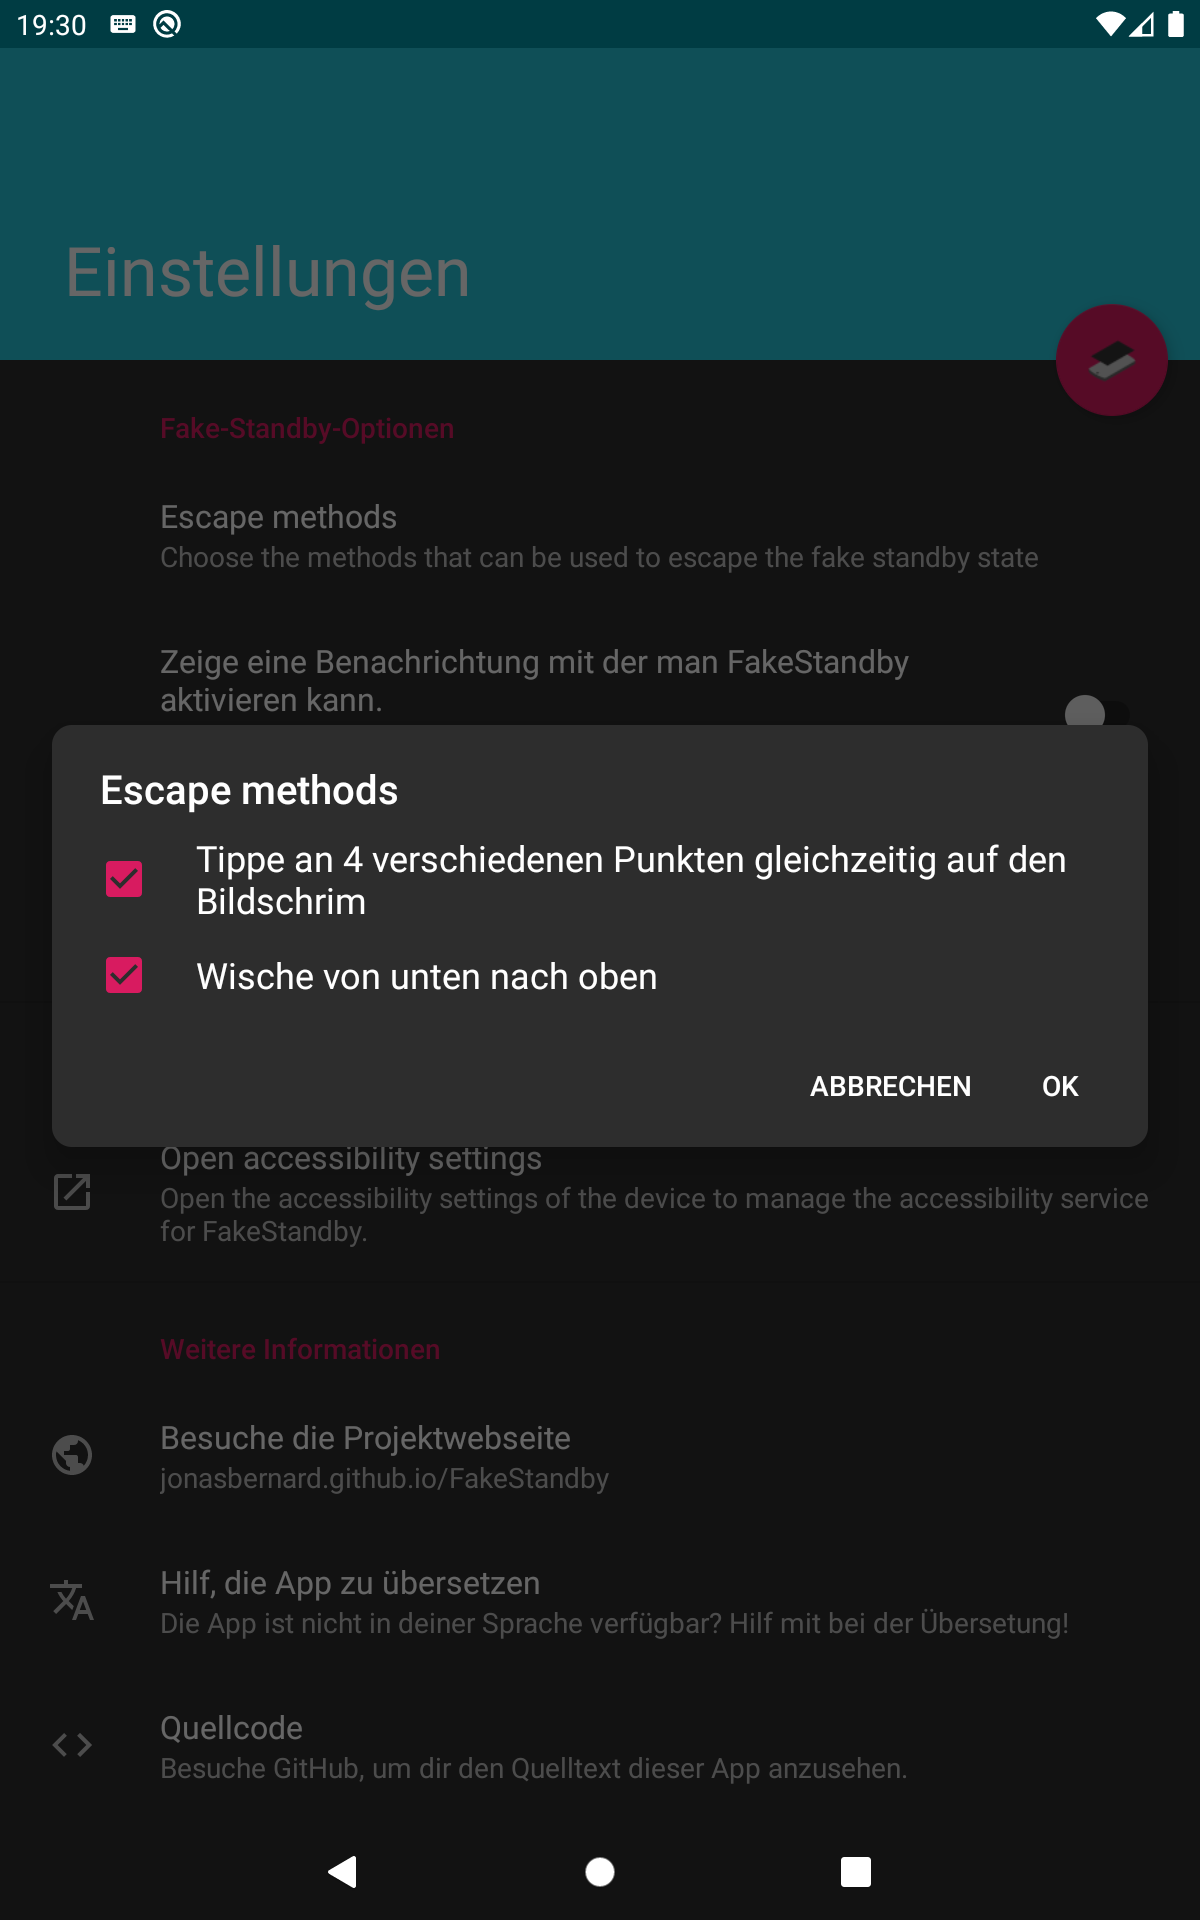 19:30
Einstellungen
Fake-Standby-Optionen
Escape methods
Choose the methods that can be used to escape the fake standby state
Zeige eine Benachrichtung mit der man FakeStandby
aktivieren kann.
Escape methods
Tippe an 4 verschiedenen Punkten gleichzeitig auf den
Bildschrim
Wische von unten nach oben
ABBRECHEN
OK
Open accessibility settings
Open the accessibility settings of the device to manage the accessibility service
for FakeStandby.
Weitere Informationen
Besuche die Projektwebseite
jonasbernard.github.io/FakeStandby
Hilf, die App zu übersetzen
Die App ist nicht in deiner Sprache verfügbar? Hilf mit bei der Übersetung!
Quellcode
Besuche GitHub, um dir den Quelltext dieser App anzusehen.